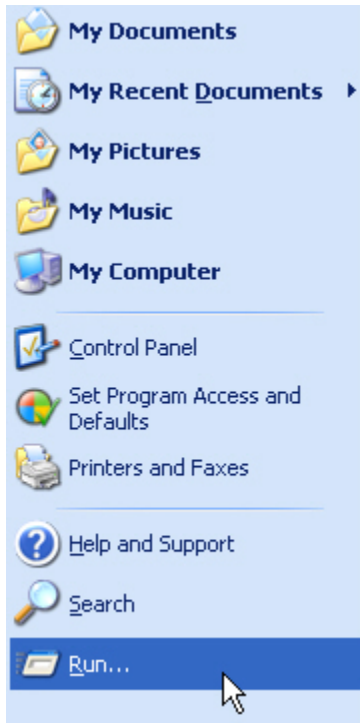 My Documents
My Recent Documents
My Pictures
My Music
My Computer
Control Panel
Set Program Access and
Defaults
Printers and Faxes
Help and Support
Search
Run...